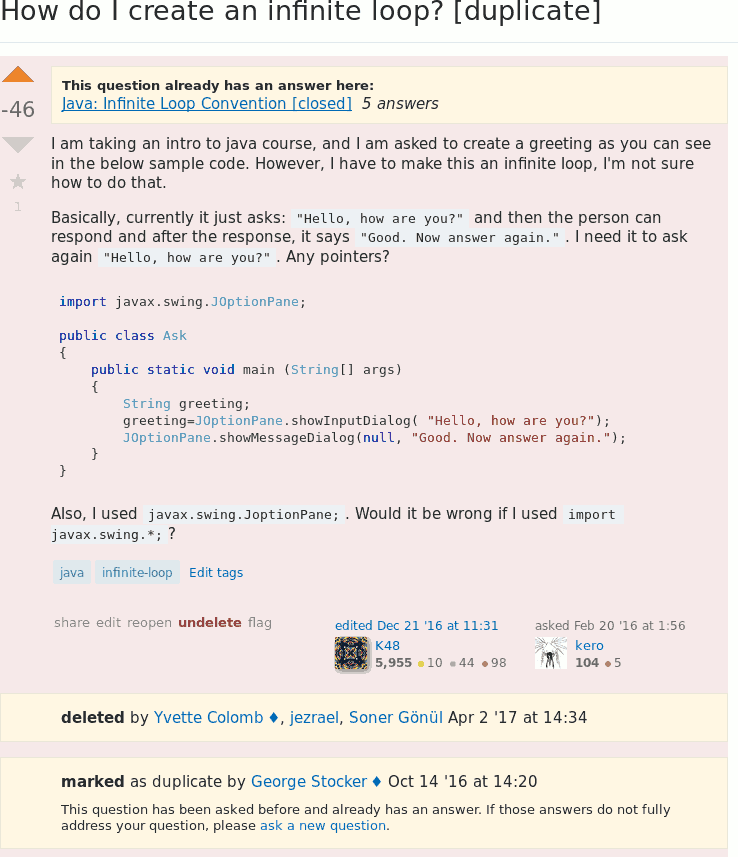 How do I create an infinite loop? [duplicate]
-46
1
This question already has an answer here:
Java: Infinite Loop Convention [closed] 5 answers
I am taking an intro to java course, and I am asked to create a greeting as you can see
in the below sample code. However, I have to make this an infinite loop, I'm not sure
how to do that.
Basically, currently it just asks: "Hello, how are you?" and then the person can
respond and after the response, it says "Good. Now answer again.". I need it to ask
again "Hello, how are you?". Any pointers?
import javax.swing.JOptionPane;
public class Ask
{
    public static void main (String[] args)
    {
        String greeting;
        greeting=JOptionPane.showInputDialog( "Hello, how are you?");
        JOptionPane.showMessageDialog(null, "Good. Now answer again.");
    }
}
Also, I used javax.swing.JoptionPane;. Would it be wrong if I used import
javax.swing.*;?
java infinite-loop Edit tags
share edit reopen undelete flag
edited Dec 21 '16 at 11:31
K48
5,955 ●10 ●44 ●98
asked Feb 20 '16 at 1:56
kero
104 ●5
deleted by Yvette Colomb ♦, jezrael, Soner Gönül Apr 2 '17 at 14:34
marked as duplicate by George Stocker ♦ Oct 14 '16 at 14:20
This question has been asked before and already has an answer. If those answers do not fully
address your question, please ask a new question.